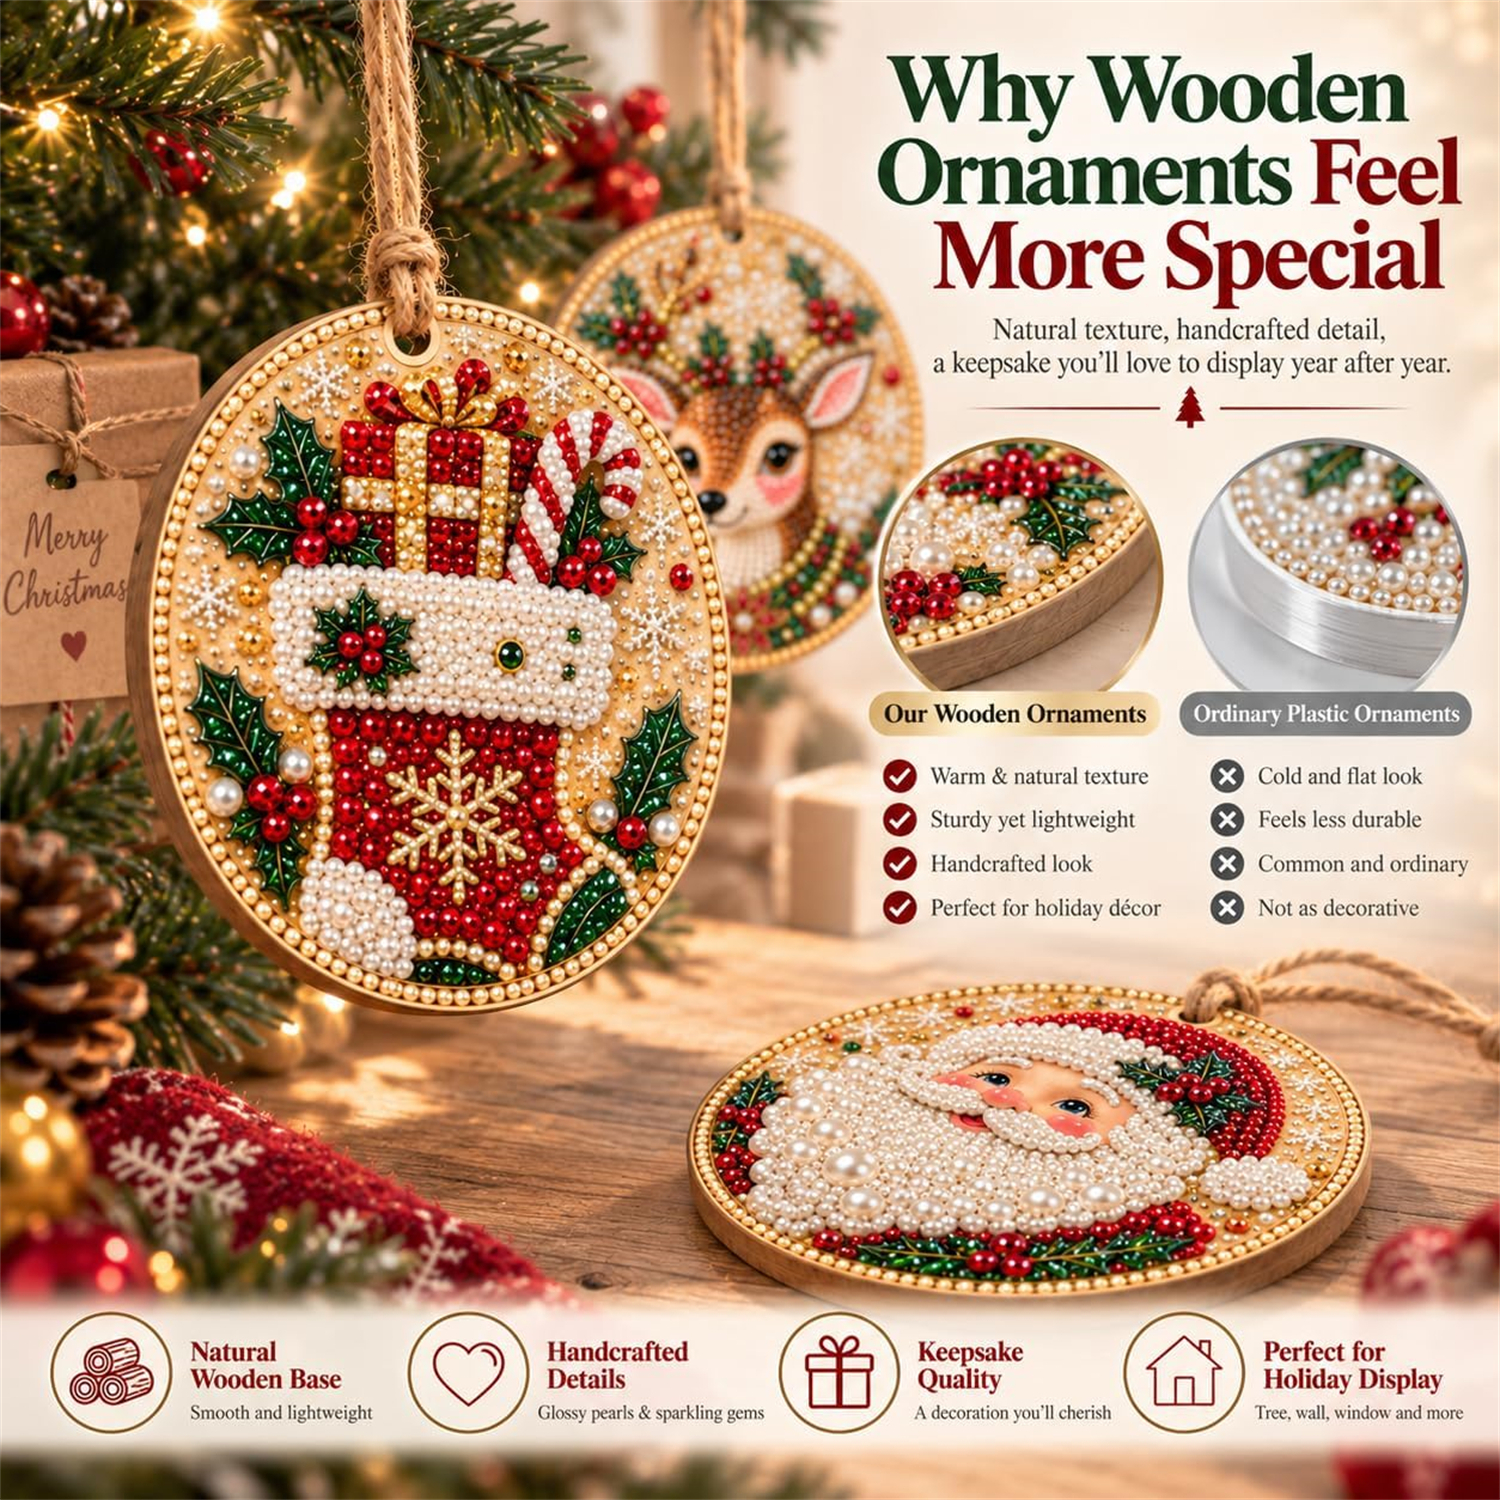 Why Wooden
Ornaments Feel
More Special
Natural texture, handcrafted detail,
a keepsake you'll love to display year after year.
Merry
Christmas
Our Wooden Ornaments
Warm & natural texture
Sturdy yet lightweight
Handcrafted look
Perfect for holiday décor
Ordinary Plastic Ornaments
Cold and flat look
Feels less durable
Common and ordinary
Not as decorative
Natural
Wooden Base
Smooth and lightweight
Handcrafted
Details
Glossy pearls & sparkling gems
Keepsake
Quality
A decoration you'll cherish
Perfect for
Holiday Display
Tree, wall, window and more